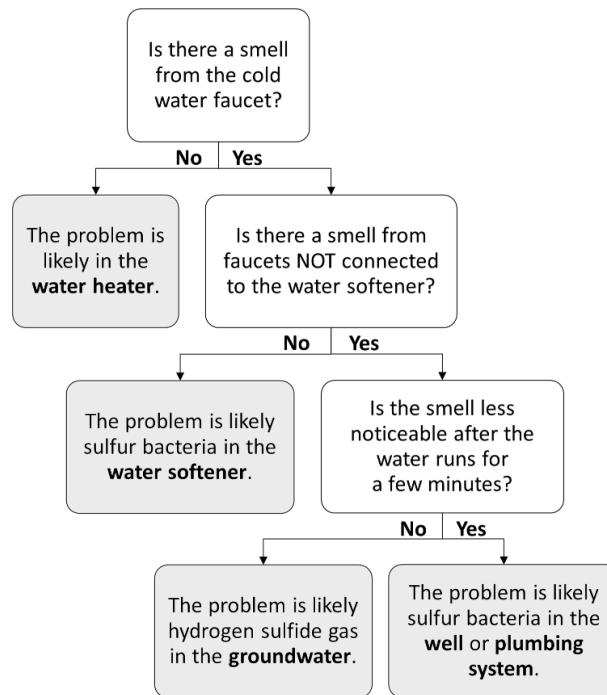 Is there a smell
from the cold
water faucet?
No Yes
The problem is
likely in the
water heater.
Is there a smell from
faucets NOT connected
to the water softener?
No Yes
The problem is likely
sulfur bacteria in the
water softener.
Is the smell less
noticeable after the
water runs for
a few minutes?
No Yes
The problem is likely
hydrogen sulfide gas
in the groundwater.
The problem is likely
sulfur bacteria in the
well or plumbing
system.